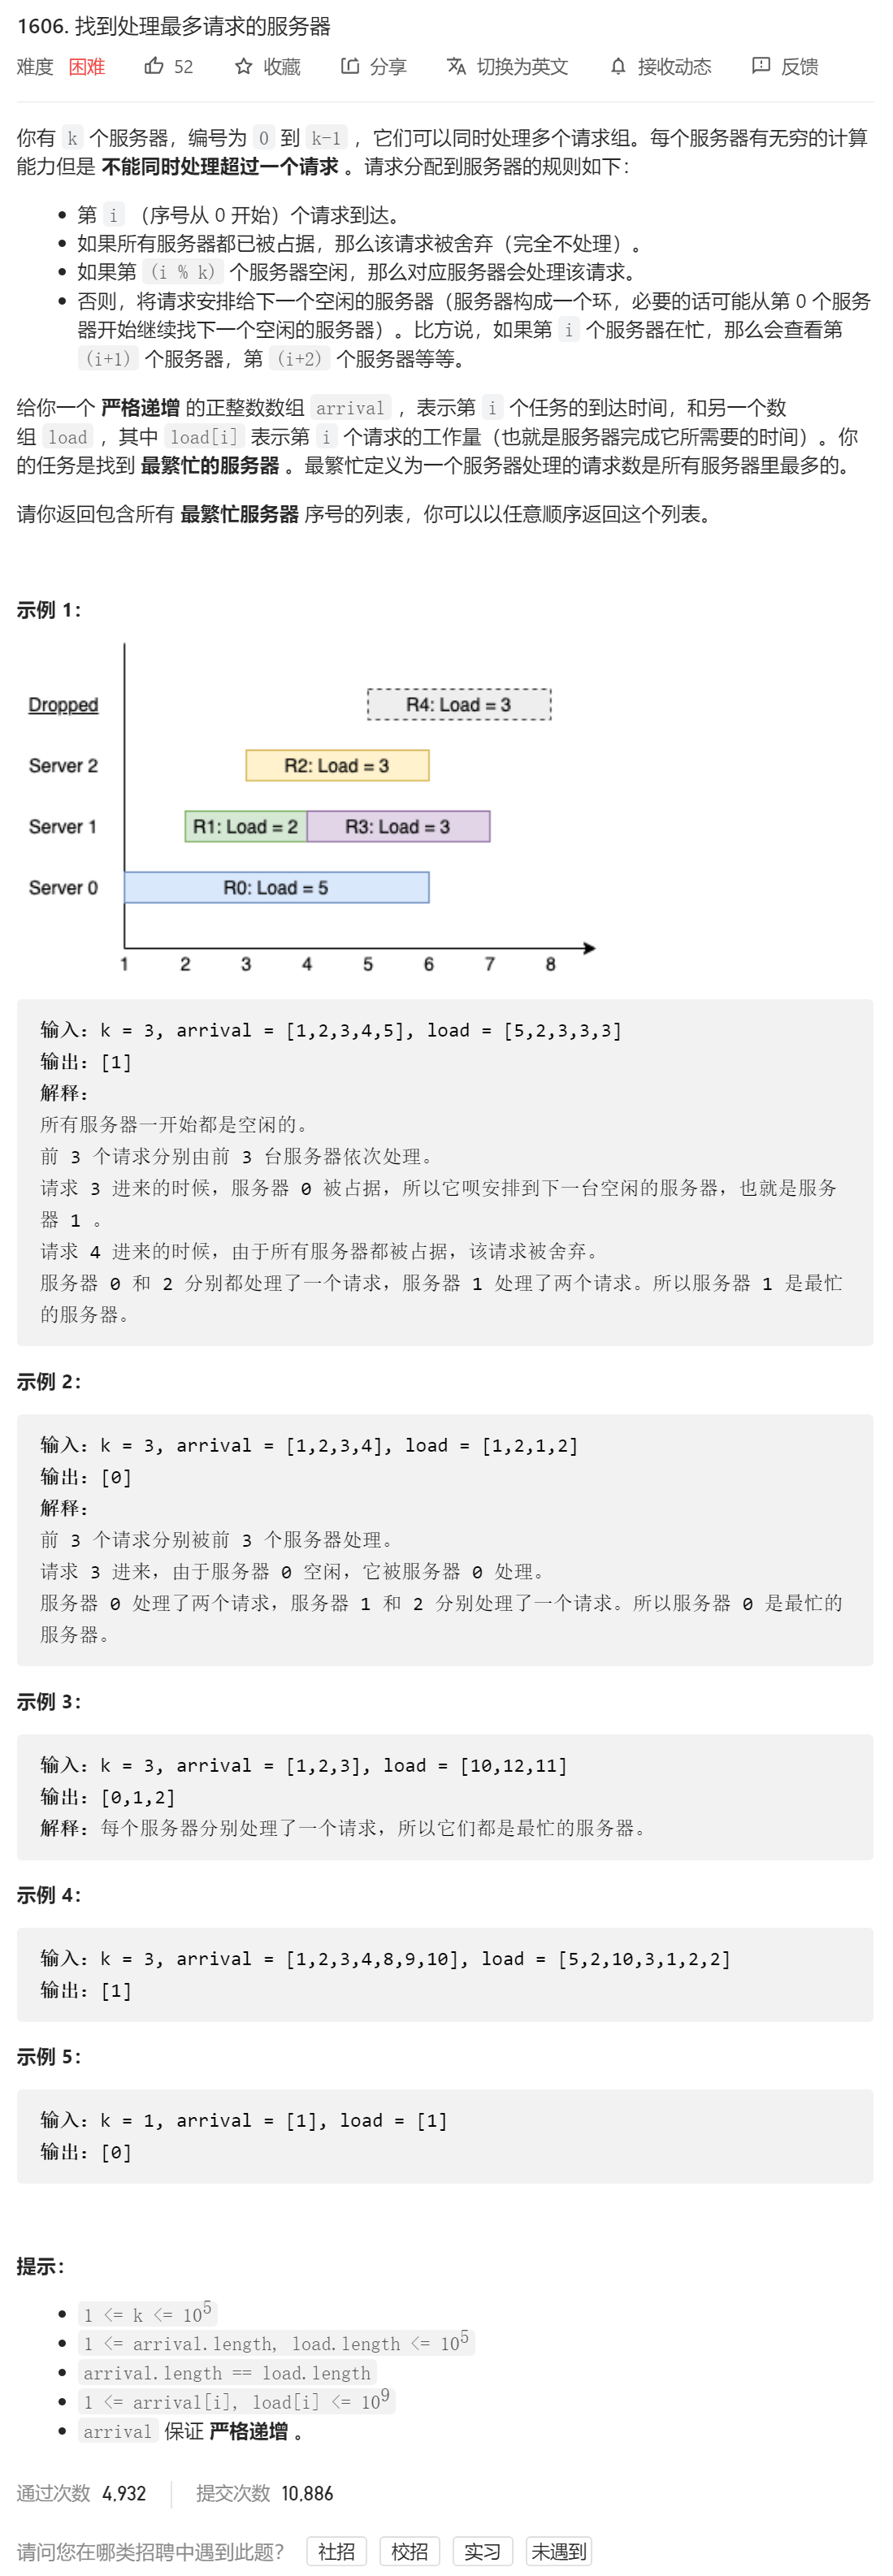 1606. 找到处理最多请求的服务器
难度 困难 52 收藏 分享 切换为英文 接收动态 反馈
你有 k 个服务器，编号为 0 到 k-1 ，它们可以同时处理多个请求组。每个服务器有无穷的计算
能力但是 不能同时处理超过一个请求 。请求分配到服务器的规则如下：
• 第 i （序号从 0 开始）个请求到达。
• 如果所有服务器都已被占据，那么该请求被舍弃（完全不处理）。
• 如果第 (i % k) 个服务器空闲，那么对应服务器会处理该请求。
• 否则，将请求安排给下一个空闲的服务器（服务器构成一个环，必要的话可能从第 0 个服务
器开始继续找下一个空闲的服务器）。比方说，如果第 i 个服务器在忙，那么会查看第
(i+1) 个服务器，第 (i+2) 个服务器等等。
给你一个 严格递增 的正整数数组 arrival ，表示第 i 个任务的到达时间，和另一个数
组 load ，其中 load[i] 表示第 i 个请求的工作量（也就是服务器完成它所需要的时间）。你
的任务是找到 最繁忙的服务器 。最繁忙定义为一个服务器处理的请求数是所有服务器里最多的。
请你返回包含所有 最繁忙服务器 序号的列表，你可以以任意顺序返回这个列表。
示例 1：
Dropped R4: Load = 3
Server 2 R2: Load = 3
Server 1 R1: Load = 2 R3: Load = 3
Server 0 R0: Load = 5
1 2 3 4 5 6 7 8
输入：k = 3, arrival = [1,2,3,4,5], load = [5,2,3,3,3]
输出：[1]
解释：
所有服务器一开始都是空闲的。
前 3 个请求分别由前 3 台服务器依次处理。
请求 3 进来的时候，服务器 0 被占据，所以它呗安排到下一台空闲的服务器，也就是服务
器 1 。
请求 4 进来的时候，由于所有服务器都被占据，该请求被舍弃。
服务器 0 和 2 分别都处理了一个请求，服务器 1 处理了两个请求。所以服务器 1 是最忙
的服务器。
示例 2：
输入：k = 3, arrival = [1,2,3,4], load = [1,2,1,2]
输出：[0]
解释：
前 3 个请求分别被前 3 个服务器处理。
请求 3 进来，由于服务器 0 空闲，它被服务器 0 处理。
服务器 0 处理了两个请求，服务器 1 和 2 分别处理了一个请求。所以服务器 0 是最忙的
服务器。
示例 3：
输入：k = 3, arrival = [1,2,3], load = [10,12,11]
输出：[0,1,2]
解释：每个服务器分别处理了一个请求，所以它们都是最忙的服务器。
示例 4：
输入：k = 3, arrival = [1,2,3,4,8,9,10], load = [5,2,10,3,1,2,2]
输出：[1]
示例 5：
输入：k = 1, arrival = [1], load = [1]
输出：[0]
提示：
• 1 <= k <= 10^5
• 1 <= arrival.length, load.length <= 10^5
• arrival.length == load.length
• 1 <= arrival[i], load[i] <= 10^9
• arrival 保证 严格递增 。
通过次数 4,932 提交次数 10,886
请问您在哪类招聘中遇到此题？ 社招 校招 实习 未遇到